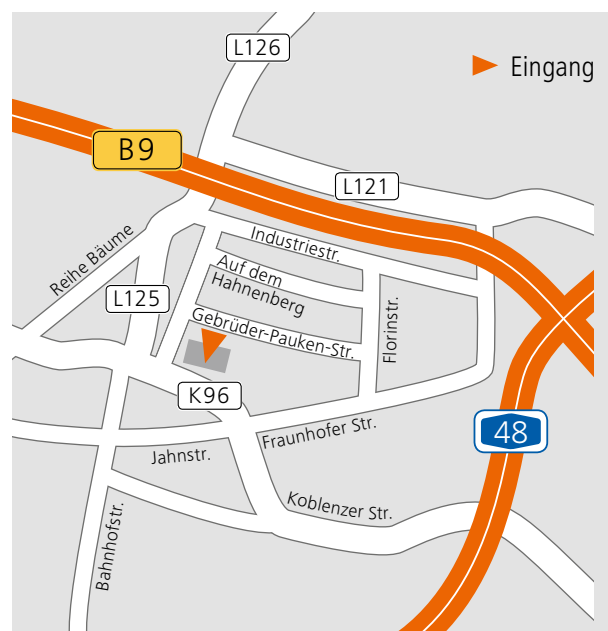 L126
Eingang
B9
L121
Industriestr.
Reihe Bäume
Auf dem
Hahnenberg
L125
Gebrüder-Pauken-Str.
Florinstr.
K96
48
Fraunhofer Str.
Jahnstr.
Koblenzer Str.
Bahnhofstr.